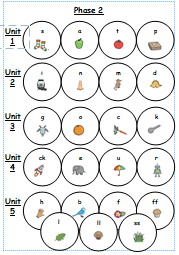 Phase 2
Unit 1 s a t p
Unit 2 i n m d
Unit 3 g o c k
Unit 4 ck e u r
Unit 5 h b f ff
l ll ss